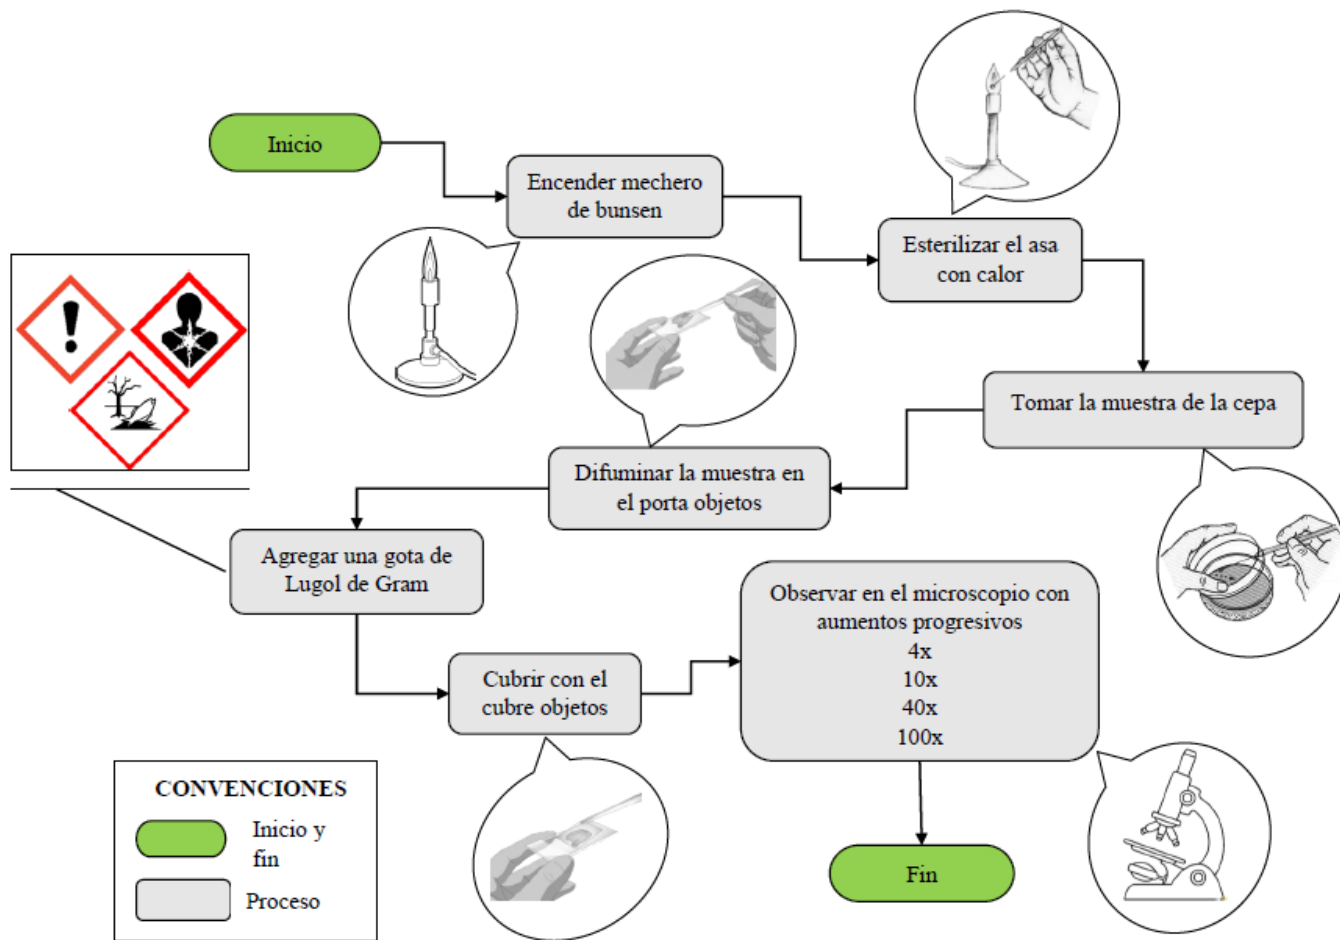 Inicio
Encender mechero
de bunsen
Esterilizar el asa
con calor
Tomar la muestra de la cepa
Difuminar la muestra en
el porta objetos
Agregar una gota de
Lugol de Gram
Cubrir con el
cubre objetos
Observar en el microscopio con
aumentos progresivos
4x
10x
40x
100x
Fin
CONVENCIONES
Inicio y
fin
Proceso